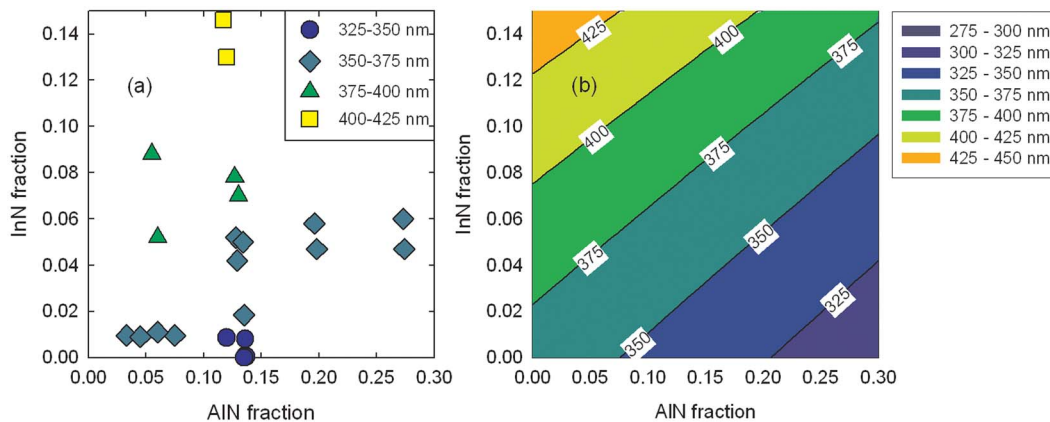 0.14
0.12
0.10
0.08
0.06
0.04
0.02
0.00
InN fraction
(a)
325-350 nm
350-375 nm
375-400 nm
400-425 nm
0.00 0.05 0.10 0.15 0.20 0.25 0.30
AlN fraction
0.14
0.12
0.10
0.08
0.06
0.04
0.02
0.00
InN fraction
(b)
425
400
375
400
375
375
350
350
325
0.00 0.05 0.10 0.15 0.20 0.25 0.30
AlN fraction
275 - 300 nm
300 - 325 nm
325 - 350 nm
350 - 375 nm
375 - 400 nm
400 - 425 nm
425 - 450 nm